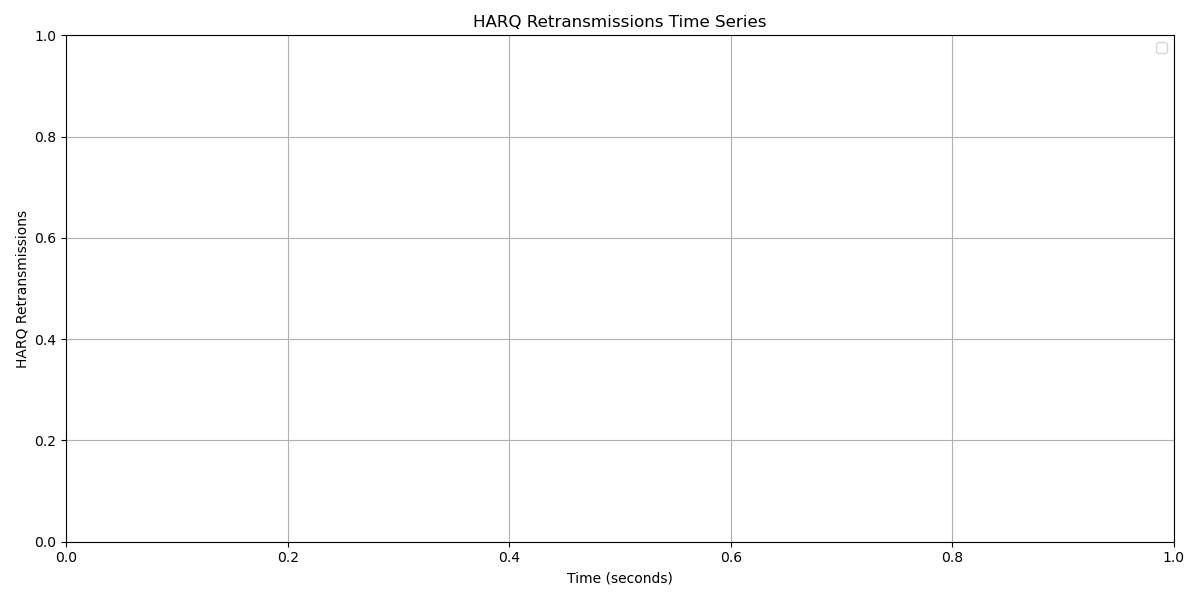 HARQ Retransmissions Time Series
1.0
0.8
0.6
0.4
0.2
0.0
HARQ Retransmissions
0.0 0.2 0.4 0.6 0.8 1.0
Time (seconds)